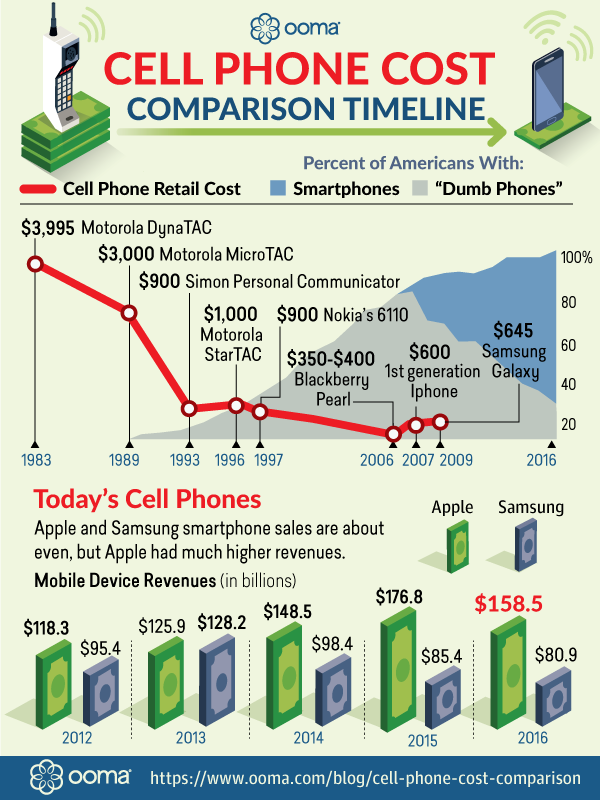 ooma
CELL PHONE COST
COMPARISON TIMELINE
Percent of Americans With:
Cell Phone Retail Cost
Smartphones
“Dumb Phones”
$3,995 Motorola DynaTAC
$3,000 Motorola MicroTAC
$900 Simon Personal Communicator
$1,000
Motorola
StarTAC
$900 Nokia’s 6110
$350-$400
Blackberry
Pearl
$600
1st generation
Iphone
$645
Samsung
Galaxy
100%
80
60
40
20
1983
1989
1993
1996
1997
2006
2007
2009
2016
Today’s Cell Phones
Apple and Samsung smartphone sales are about
even, but Apple had much higher revenues.
Mobile Device Revenues (in billions)
Apple
Samsung
$118.3
$95.4
$125.9
$128.2
$148.5
$98.4
$176.8
$85.4
$158.5
$80.9
2012
2013
2014
2015
2016
ooma
https://www.ooma.com/blog/cell-phone-cost-comparison